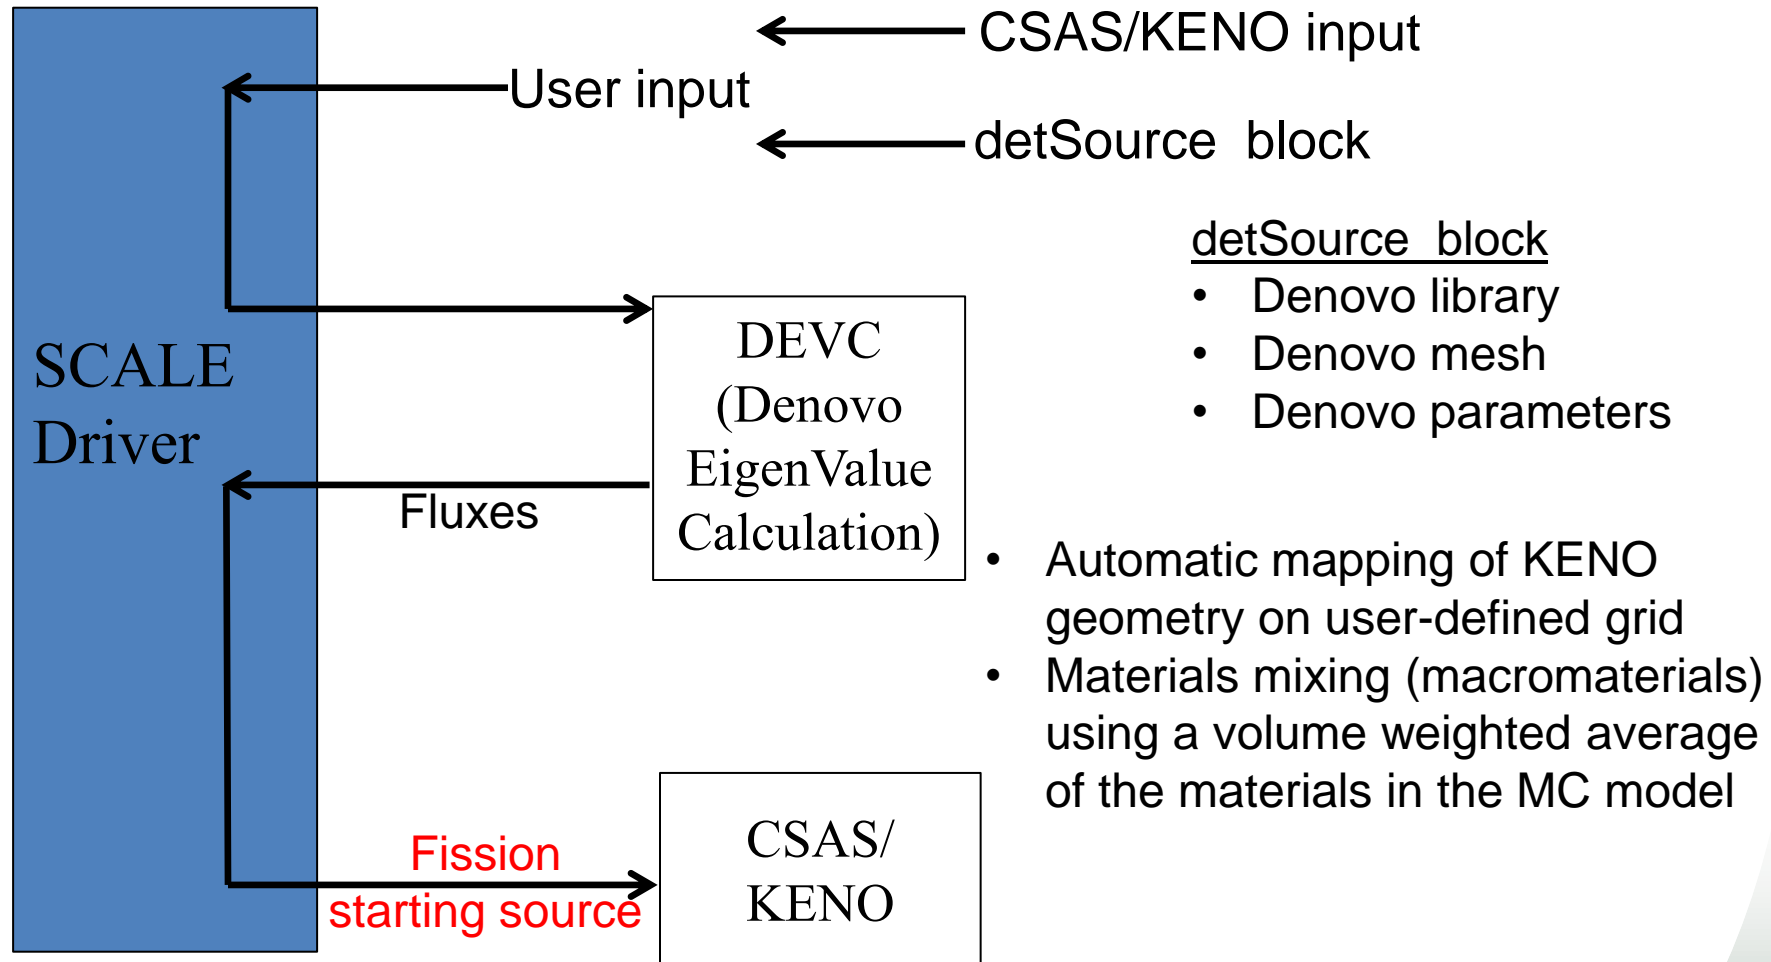 CSAS/KENO input
User input
detSource block
detSource block
• Denovo library
• Denovo mesh
• Denovo parameters
SCALE
Driver
DEVC
(Denovo
EigenValue
Calculation)
Fluxes
• Automatic mapping of KENO
geometry on user-defined grid
• Materials mixing (macromaterials)
using a volume weighted average
of the materials in the MC model
Fission
starting source
CSAS/
KENO